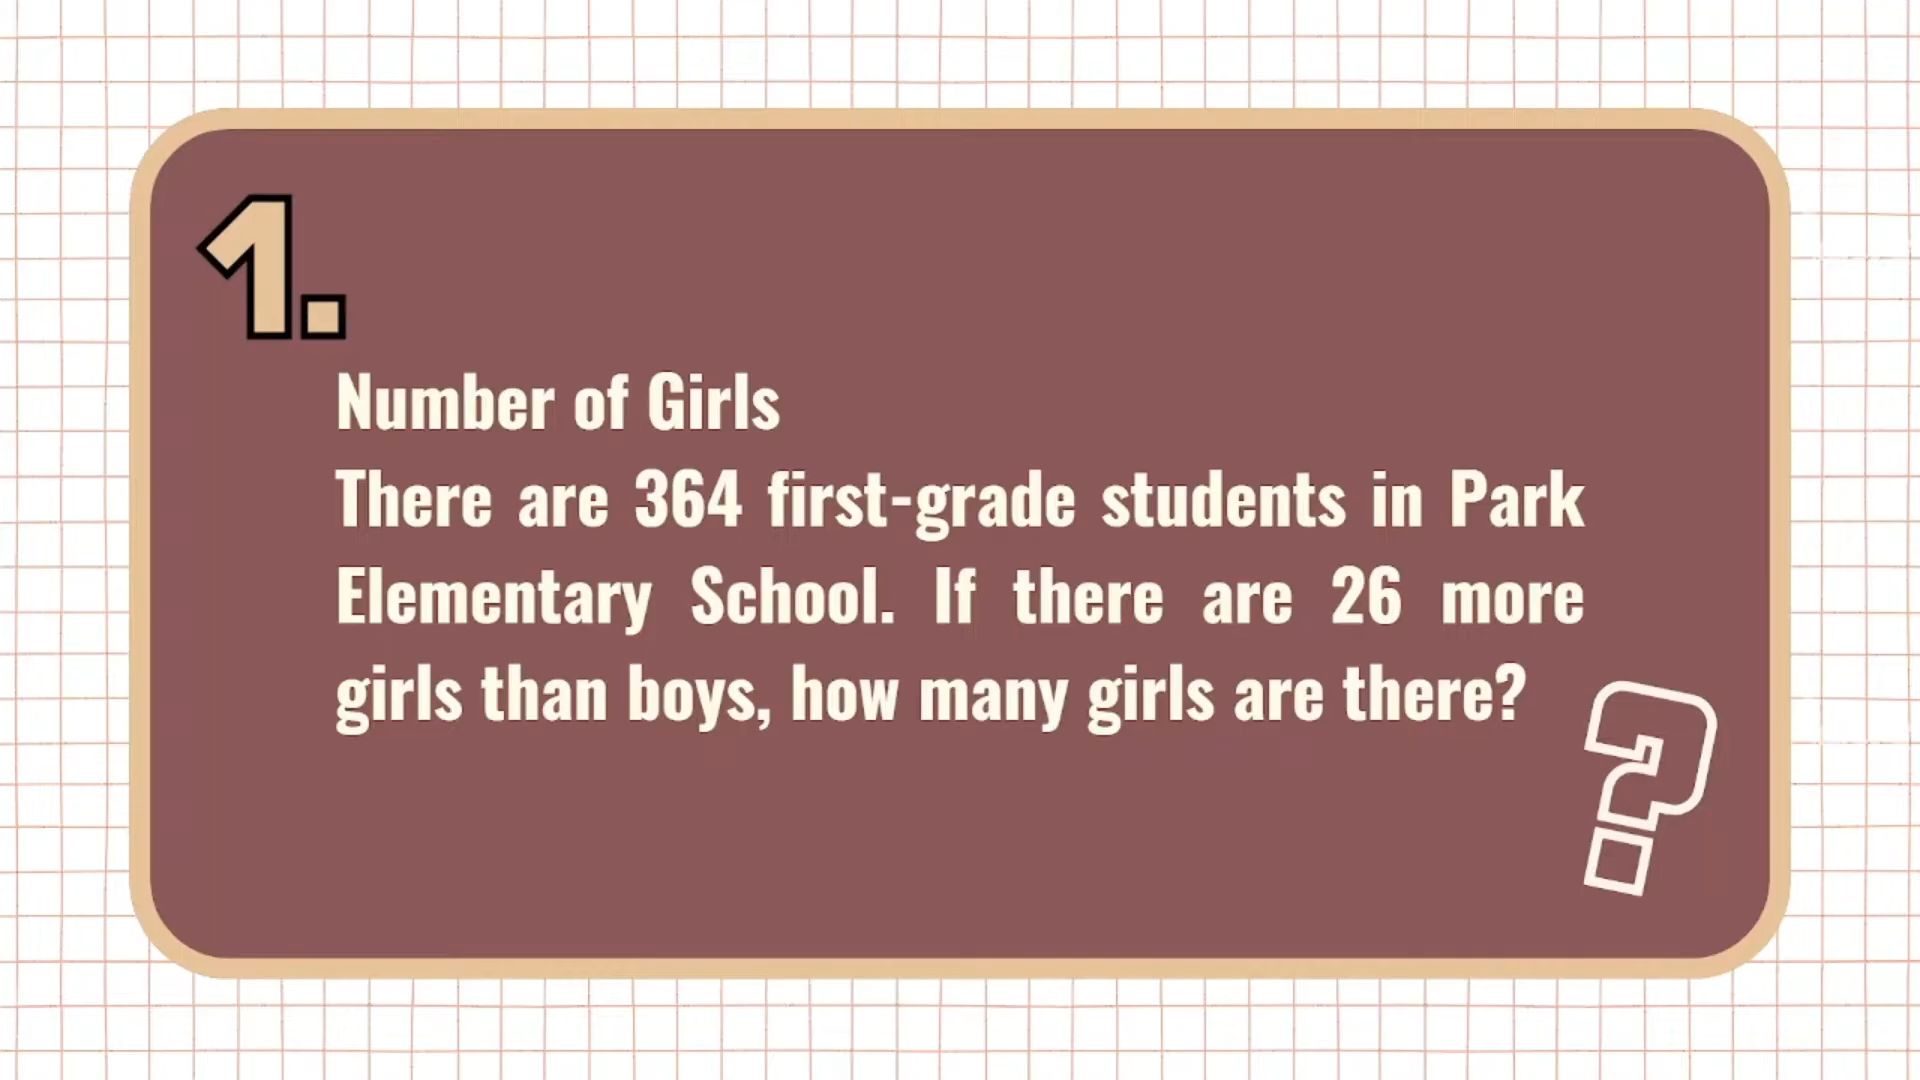 1.
Number of Girls
There are 364 first-grade students in Park
Elementary School. If there are 26 more
girls than boys, how many girls are there?
?